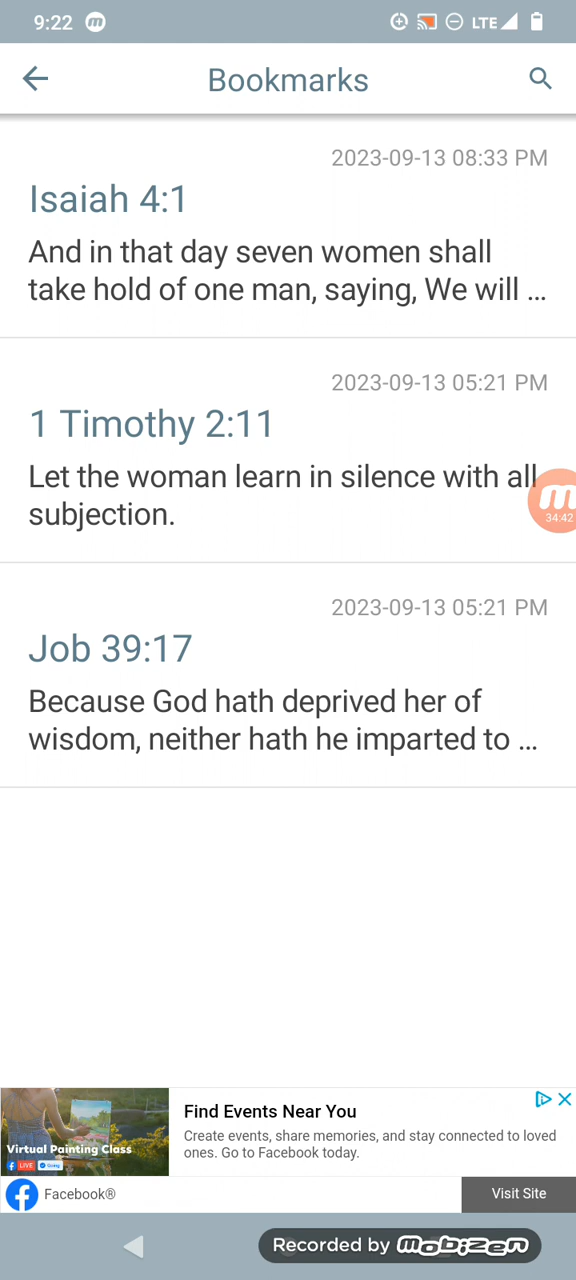 9:22
LTE
Bookmarks
2023-09-13 08:33 PM
Isaiah 4:1
And in that day seven women shall
take hold of one man, saying, We will ...
2023-09-13 05:21 PM
1 Timothy 2:11
Let the woman learn in silence with all
subjection.
34:42
2023-09-13 05:21 PM
Job 39:17
Because God hath deprived her of
wisdom, neither hath he imparted to ...
Virtual Painting Class
LIVE
Going
Find Events Near You
Create events, share memories, and stay connected to loved
ones. Go to Facebook today.
Facebook®
Visit Site
Recorded by mobizen